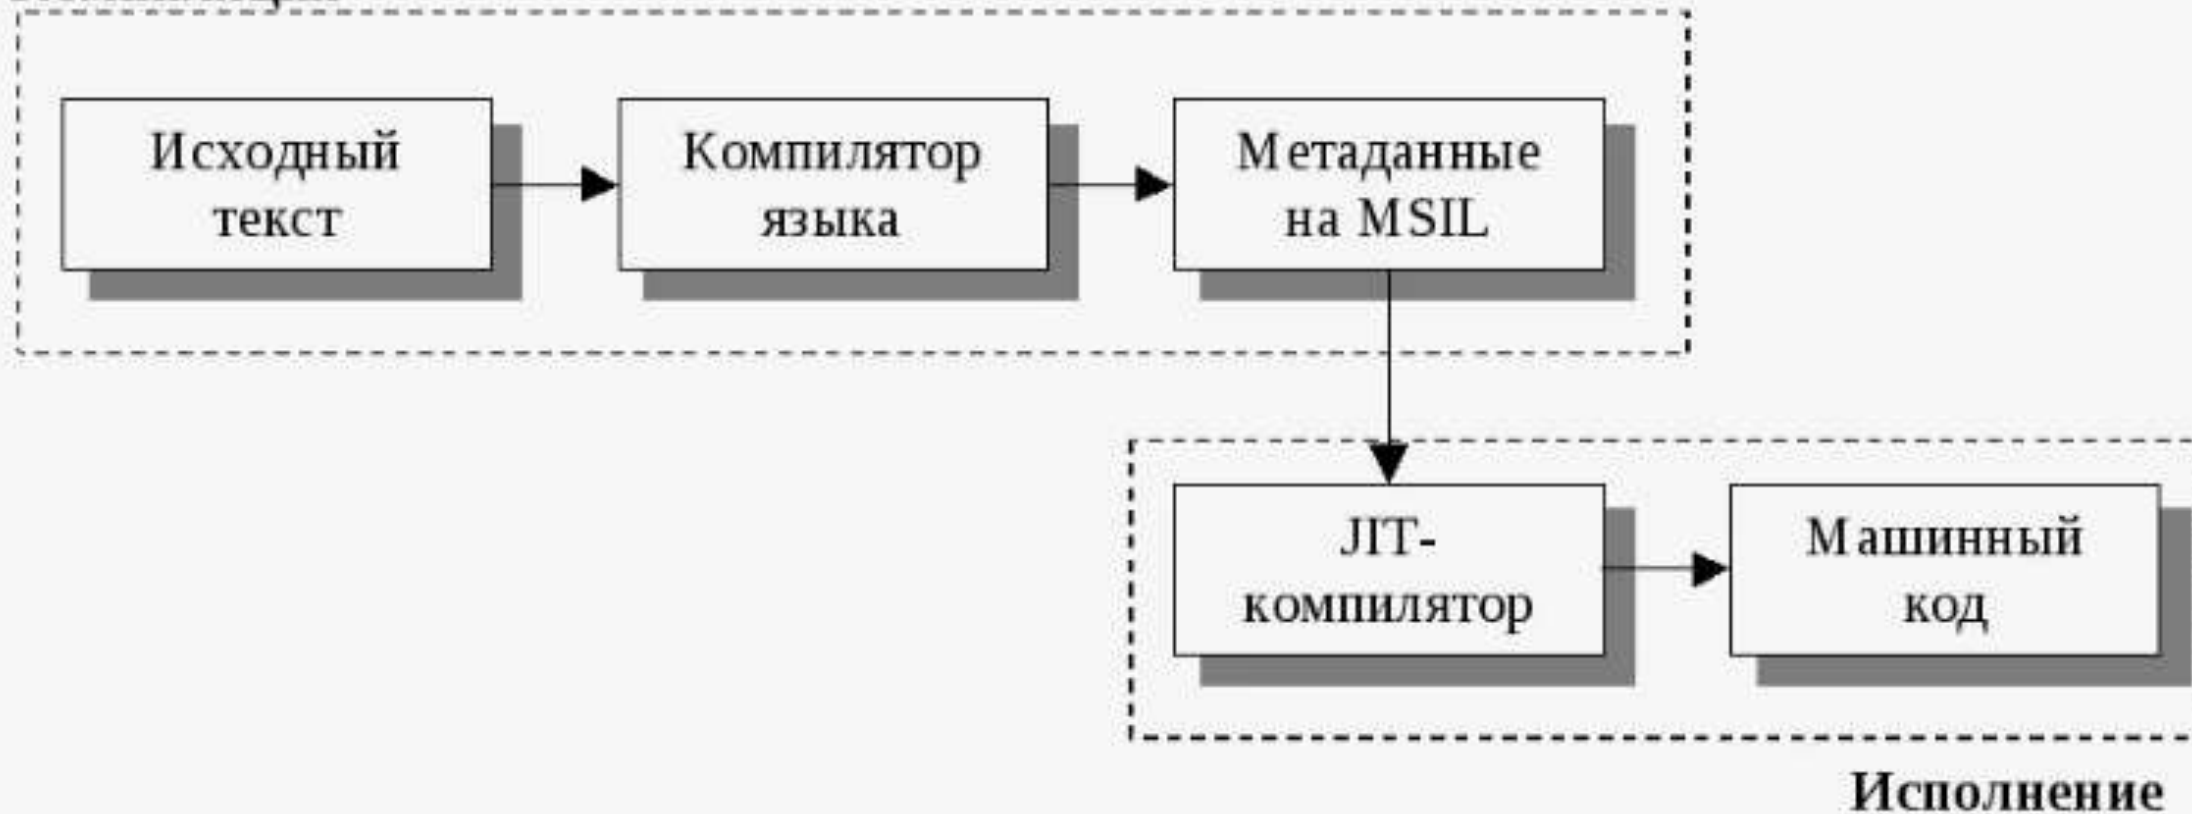 Исходный
текст
Компилятор
языка
Метаданные
на MSIL
JIT-
компилятор
Машинный
код
Исполнение